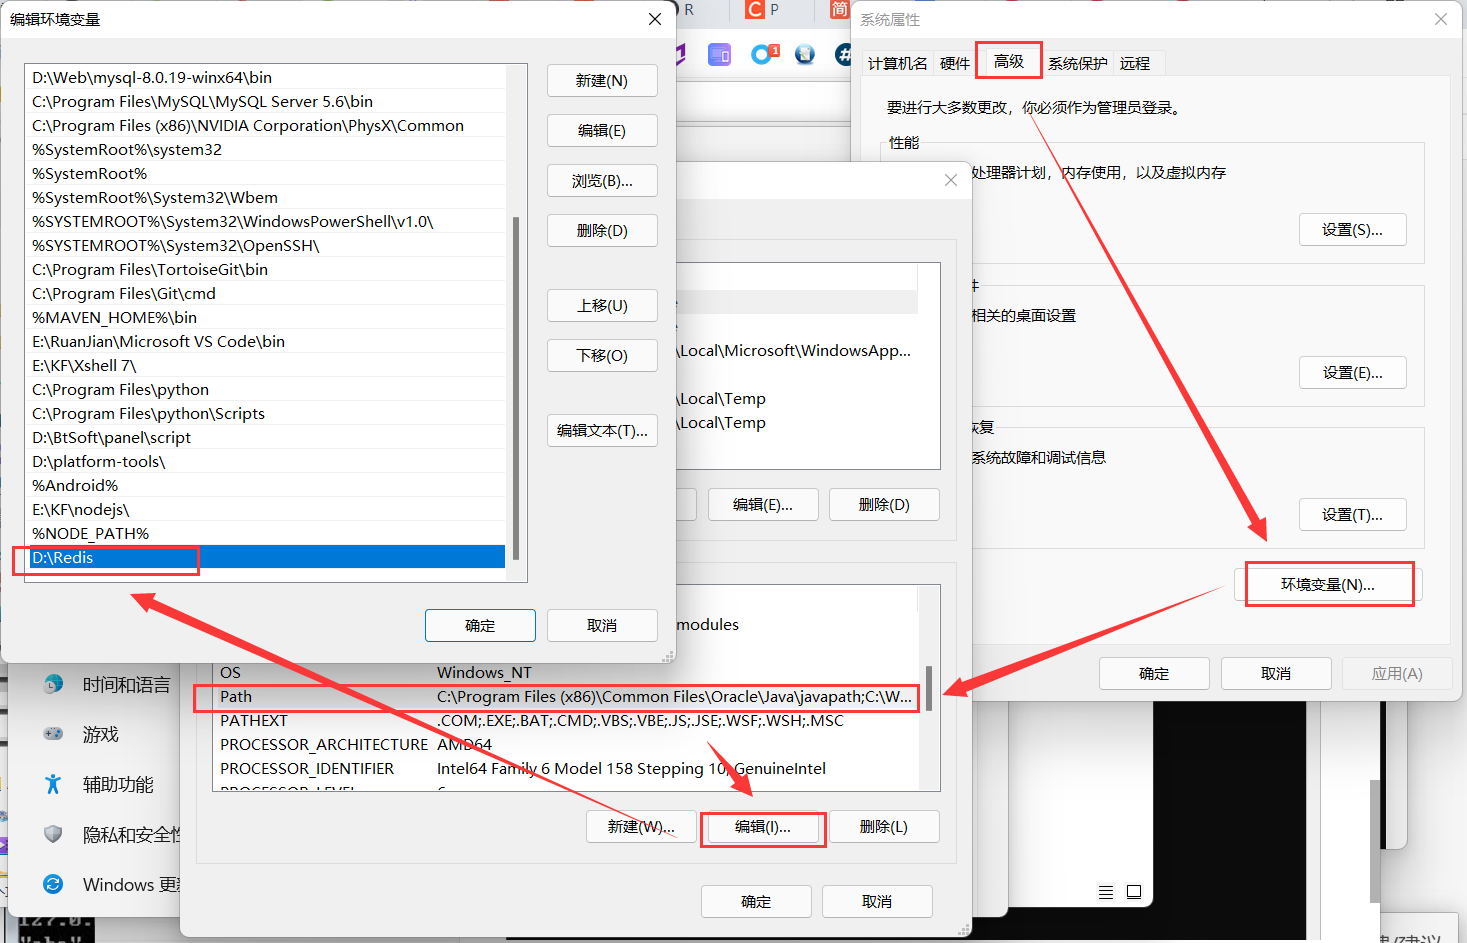 编辑环境变量
D:\Web\mysql-8.0.19-winx64\bin
C:\Program Files\MySQL\MySQL Server 5.6\bin
C:\Program Files (x86)\NVIDIA Corporation\PhysX\Common
%SystemRoot%\system32
%SystemRoot%
%SystemRoot%\System32\Wbem
%SYSTEMROOT%\System32\WindowsPowerShell\v1.0\
%SYSTEMROOT%\System32\OpenSSH\
C:\Program Files\TortoiseGit\bin
C:\Program Files\Git\cmd
%MAVEN_HOME%\bin
E:\RuanJian\Microsoft VS Code\bin
E:\KF\Xshell 7\
C:\Program Files\python
C:\Program Files\python\Scripts
D:\BtSoft\panel\script
D:\platform-tools\
%Android%
E:\KF\nodejs\
%NODE_PATH%
D:\Redis
新建(N)
编辑(E)
浏览(B)...
删除(D)
上移(U)
下移(O)
编辑文本(T)...
确定
取消
R
C P
简
1
#
系统属性
计算机名
硬件
高级
系统保护
远程
要进行大多数更改，你必须作为管理员登录。
性能
处理器计划，内存使用，以及虚拟内存
设置(S)...
件
相关的桌面设置
设置(E)...
恢复
系统故障和调试信息
设置(T)...
环境变量(N)...
确定
取消
应用(A)
\Local\Microsoft\WindowsApp...
\Local\Temp
\Local\Temp
编辑(E)...
删除(D)
modules
OS Windows_NT
Path C:\Program Files (x86)\Common Files\Oracle\Java\javapath;C:\W...
PATHEXT .COM;.EXE;.BAT;.CMD;.VBS;.VBE;.JS;.JSE;.WSF;.WSH;.MSC
PROCESSOR_ARCHITECTURE AMD64
PROCESSOR_IDENTIFIER Intel64 Family 6 Model 158 Stepping 10, GenuineIntel
新建(W)...
编辑(I)...
删除(L)
确定
取消
时间和语言
游戏
辅助功能
隐私和安全性
Windows 更新
127.0.